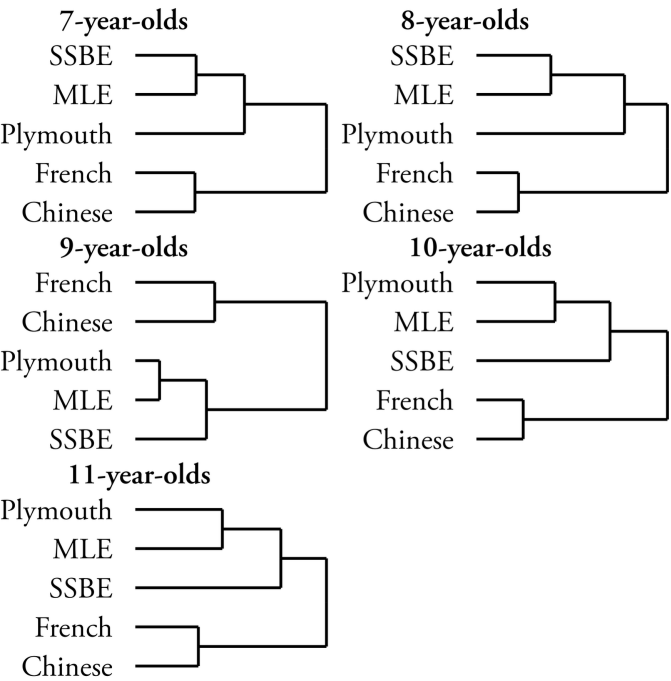 7-year-olds
SSBE
MLE
Plymouth
French
Chinese
8-year-olds
SSBE
MLE
Plymouth
French
Chinese
9-year-olds
French
Chinese
Plymouth
MLE
SSBE
10-year-olds
Plymouth
MLE
SSBE
French
Chinese
11-year-olds
Plymouth
MLE
SSBE
French
Chinese